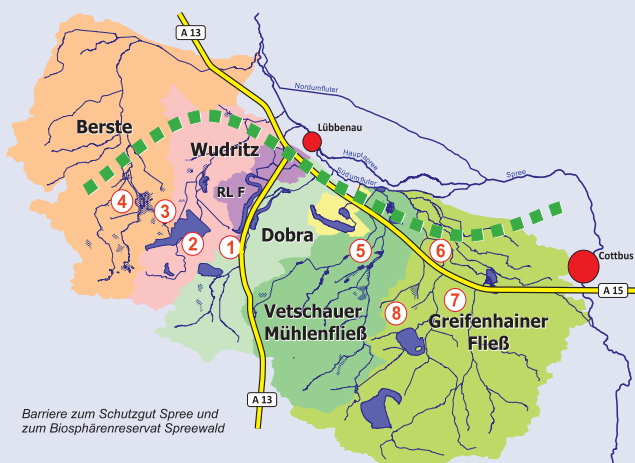 A 13
Nordumfluter
Lübbenau
Berste
Wudritz
Hauptspree
Südumfluter
Spree
RL F
4
3
2
1
Dobra
5
6
Cottbus
A 15
Vetschauer
Mühlenfließ
8
7
Greifenhainer
Fließ
A 13
Barriere zum Schutzgut Spree und
zum Biosphärenreservat Spreewald